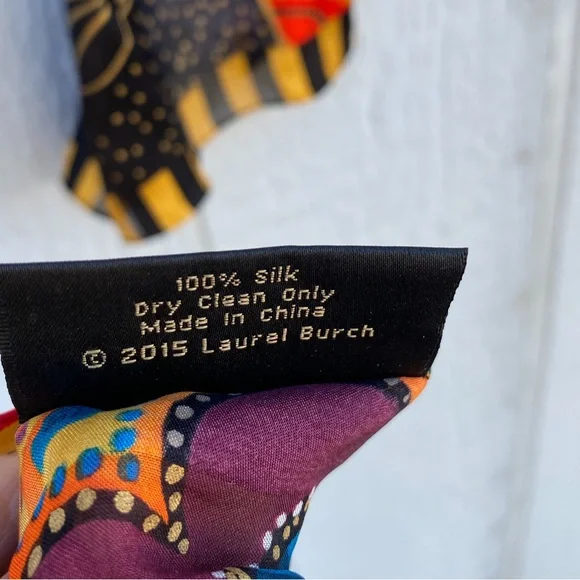 100% Silk
Dry Clean Only
Made In China
© 2015 Laurel Burch